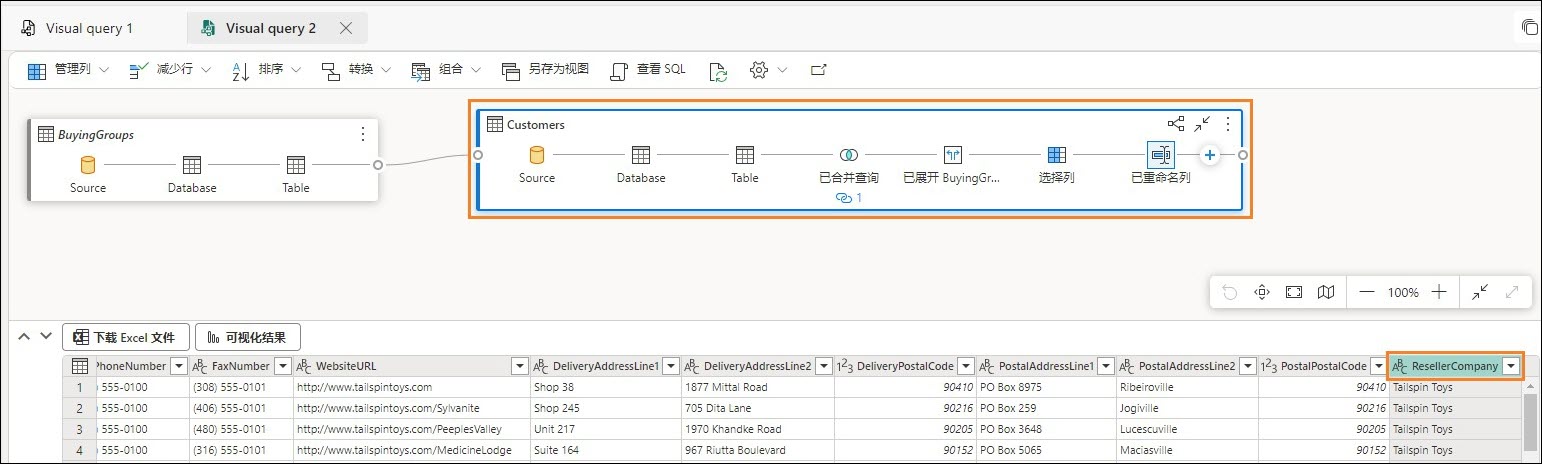 Visual query 1 Visual query 2
管理列 减少行 排序 转换 组合 另存为视图 查看 SQL
BuyingGroups
Source Database Table
Customers
Source Database Table 已合并查询 已展开 BuyingGr... 选择列 已重命名列
1
100%
下载 Excel 文件 可视化结果
PhoneNumber FaxNumber WebsiteURL DeliveryAddressLine1 DeliveryAddressLine2 DeliveryPostalCode PostalAddressLine1 PostalAddressLine2 PostalPostalCode ResellerCompany
1 ) 555-0100 (308) 555-0101 http://www.tailspintoys.com Shop 38 1877 Mittal Road 90410 PO Box 8975 Ribeiroville 90410 Tailspin Toys
2 ) 555-0100 (406) 555-0101 http://www.tailspintoys.com/Sylvanite Shop 245 705 Dita Lane 90216 PO Box 259 Jogiville 90216 Tailspin Toys
3 ) 555-0100 (480) 555-0101 http://www.tailspintoys.com/PeeplesValley Unit 217 1970 Khandke Road 90205 PO Box 3648 Lucescuville 90205 Tailspin Toys
4 ) 555-0100 (316) 555-0101 http://www.tailspintoys.com/MedicineLodge Suite 164 967 Riutta Boulevard 90152 PO Box 5065 Maciasville 90152 Tailspin Toys